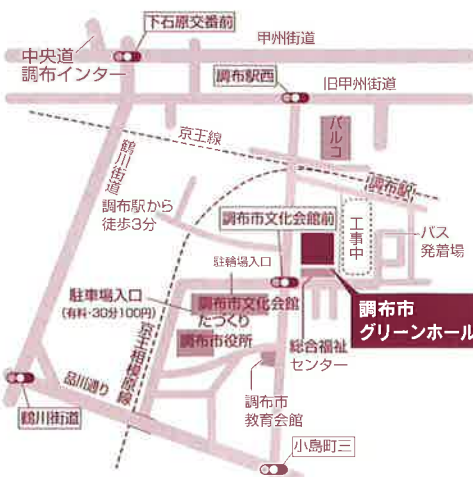 下石原交番前
甲州街道
中央道
調布インター
調布駅西
旧甲州街道
パルコ
京王線
鶴川街道
調布駅
調布駅から
徒歩3分
調布市文化会館前
工事中
バス
発着場
駐輪場入口
駐車場入口
(有料・30分100円)
調布市文化会館
たづくり
調布市
グリーンホール
調布市役所
総合福祉
センター
京王相模原線
品川通り
調布市
教育会館
鶴川街道
小島町三